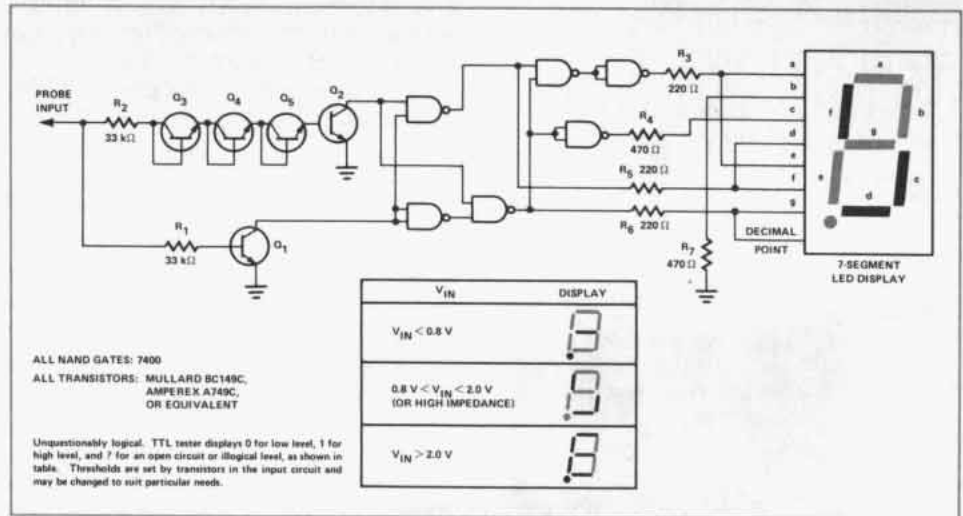 PROBE
INPUT
R2
33 kΩ
Q3
Q4
Q5
Q2
R3
220 Ω
R4
470 Ω
R5 220 Ω
R6 220 Ω
R7
470 Ω
R1
33 kΩ
Q1
a
b
c
d
e
f
g
DECIMAL
POINT
a
f
b
g
e
c
d
7-SEGMENT
LED DISPLAY
VIN
DISPLAY
VIN < 0.8 V
0.8 V < VIN < 2.0 V
(OR HIGH IMPEDANCE)
VIN > 2.0 V
ALL NAND GATES: 7400
ALL TRANSISTORS: MULLARD BC149C,
AMPEREX A749C,
OR EQUIVALENT
Unquestionably logical. TTL tester displays 0 for low level, 1 for
high level, and ? for an open circuit or illogical level, as shown in
table. Thresholds are set by transistors in the input circuit and
may be changed to suit particular needs.